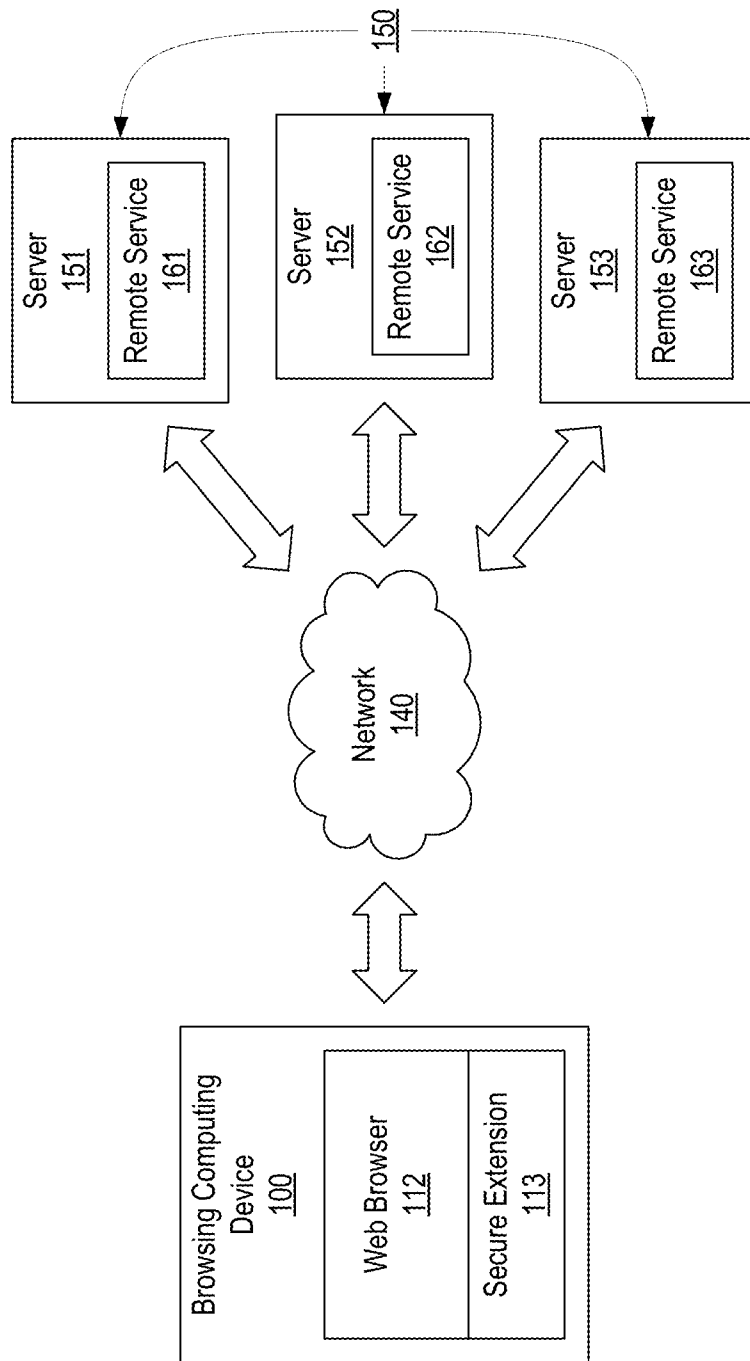 Browsing Computing
Device
100
Web Browser
112
Secure Extension
113
Network
140
Server
151
Remote Service
161
Server
152
Remote Service
162
Server
153
Remote Service
163
150